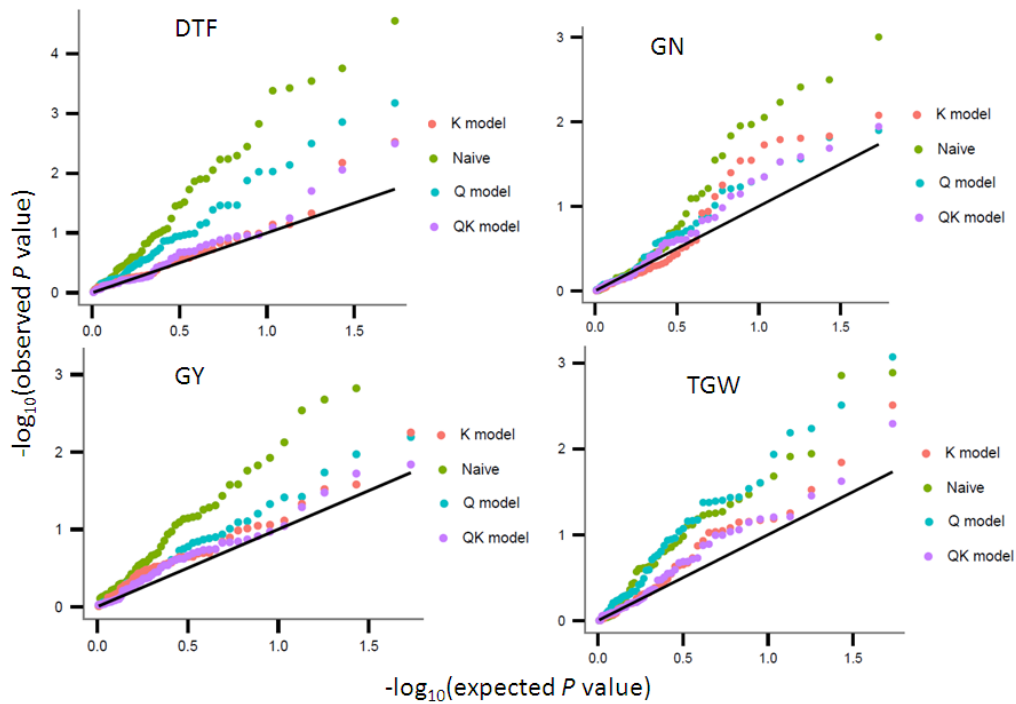 DTF
4
3
2
1
0
0.0 0.5 1.0 1.5
K model
Naive
Q model
QK model
GN
3
2
1
0
0.0 0.5 1.0 1.5
K model
Naive
Q model
QK model
-log10(observed P value)
GY
3
2
1
0
0.0 0.5 1.0 1.5
K model
Naive
Q model
QK model
TGW
3
2
1
0
0.0 0.5 1.0 1.5
K model
Naive
Q model
QK model
-log10(expected P value)